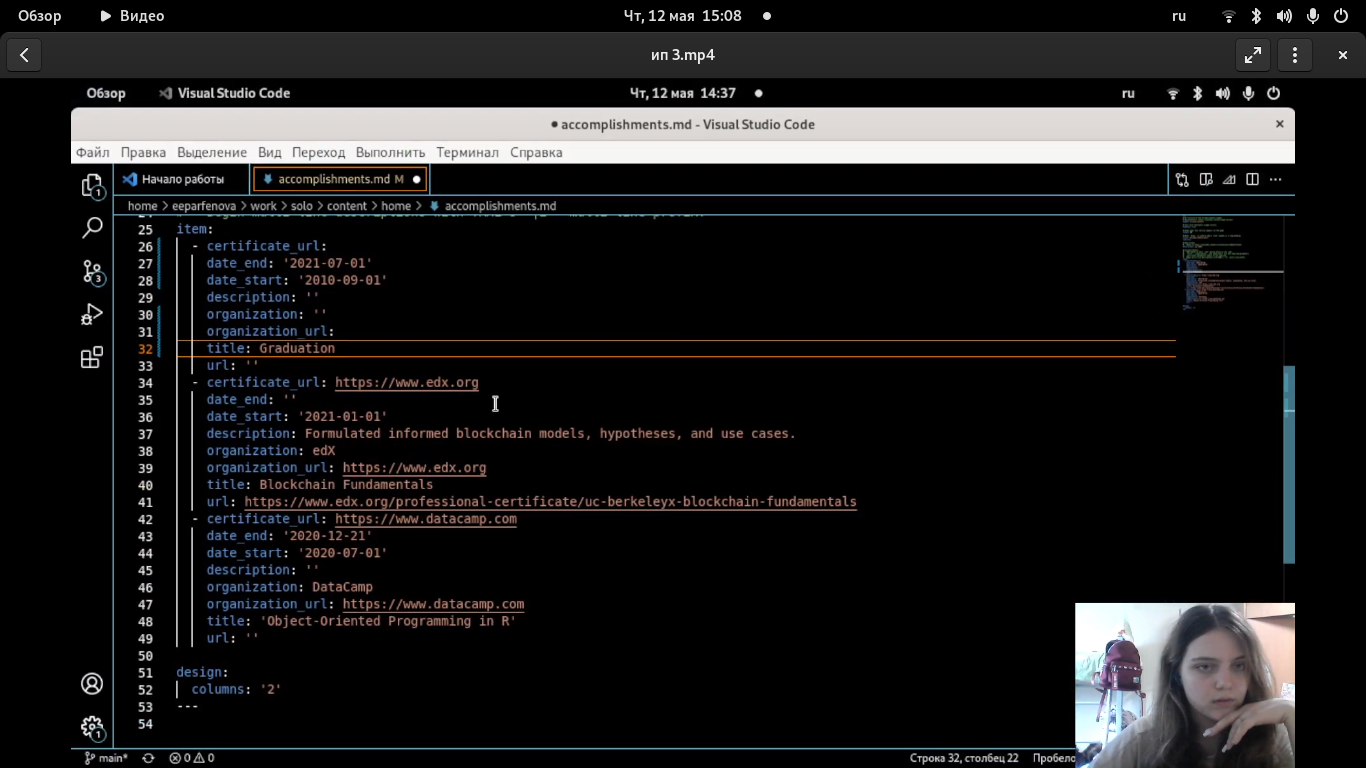 Обзор Видео Чт, 12 мая 15:08 ru
ип 3.mp4
Обзор Visual Studio Code Чт, 12 мая 14:37 ru
● accomplishments.md - Visual Studio Code
Файл Правка Выделение Вид Переход Выполнить Терминал Справка
1 Начало работы accomplishments.md M
home > eeparfenova > work > solo > content > home > accomplishments.md
25 item:
26 - certificate_url:
27 date_end: '2021-07-01'
28 date_start: '2010-09-01'
29 description: ''
30 organization: ''
31 organization_url:
32 title: Graduation
33 url: ''
34 - certificate_url: https://www.edx.org
35 date_end: ''
36 date_start: '2021-01-01'
37 description: Formulated informed blockchain models, hypotheses, and use cases.
38 organization: edX
39 organization_url: https://www.edx.org
40 title: Blockchain Fundamentals
41 url: https://www.edx.org/professional-certificate/uc-berkeleyx-blockchain-fundamentals
42 - certificate_url: https://www.datacamp.com
43 date_end: '2020-12-21'
44 date_start: '2020-07-01'
45 description: ''
46 organization: DataCamp
47 organization_url: https://www.datacamp.com
48 title: 'Object-Oriented Programming in R'
49 url: ''
50
51 design:
52 columns: '2'
53 ---
54
3
1
main* 0 0 Строка 32, столбец 22